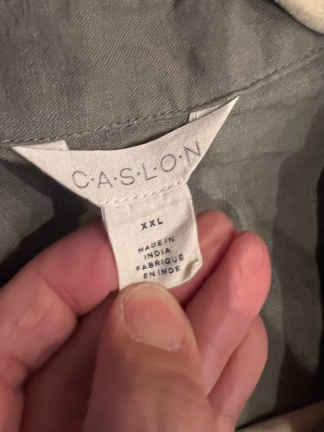 C·A·S·L·O·N
XXL
MADE IN
INDIA
FABRIQUE
EN INDE